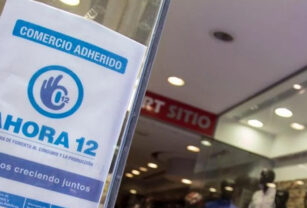 COMERCIO ADHERIDO
12
AHORA 12
DE FOMENTO AL CONSUMO Y LA PRODUCCIÓN
os creciendo juntos
RT SITIO